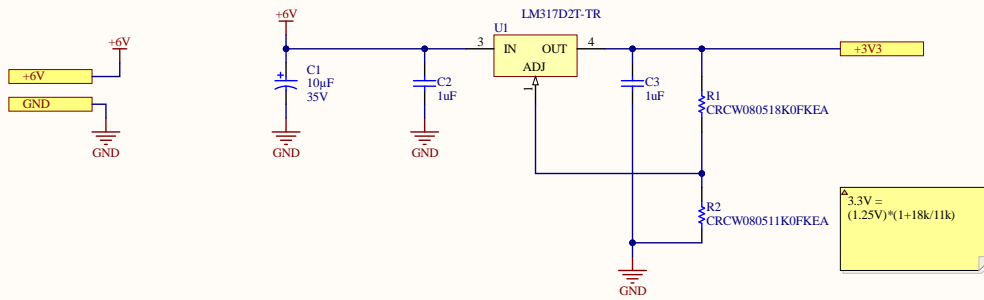 LM317D2T-TR
+6V
U1
+6V
3
IN
OUT
4
+3V3
+6V
ADJ
C1
10µF
35V
C2
1uF
C3
1uF
1
R1
CRCW080518K0FKEA
GND
GND
GND
GND
3.3V =
(1.25V)*(1+18k/11k)
R2
CRCW080511K0FKEA
GND